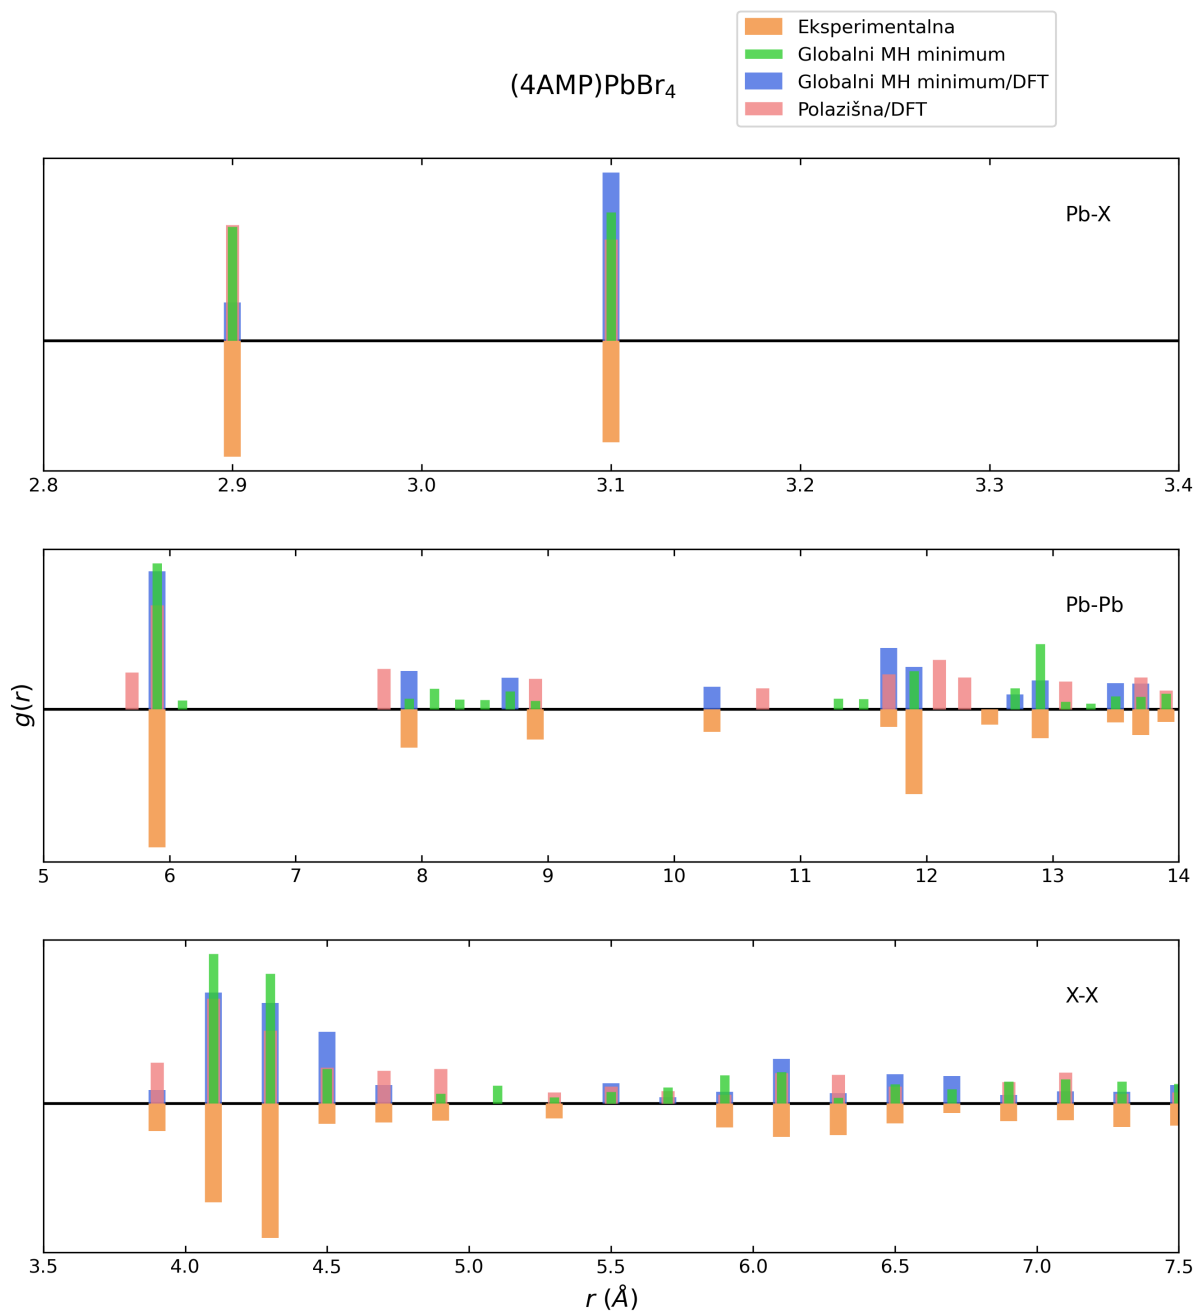 Eksperimentalna
Globalni MH minimum
Globalni MH minimum/DFT
Polazišna/DFT
(4AMP)PbBr₄
Pb-X
2.8 2.9 3.0 3.1 3.2 3.3 3.4
Pb-Pb
g(r)
5 6 7 8 9 10 11 12 13 14
X-X
3.5 4.0 4.5 5.0 5.5 6.0 6.5 7.0 7.5
r (Å)